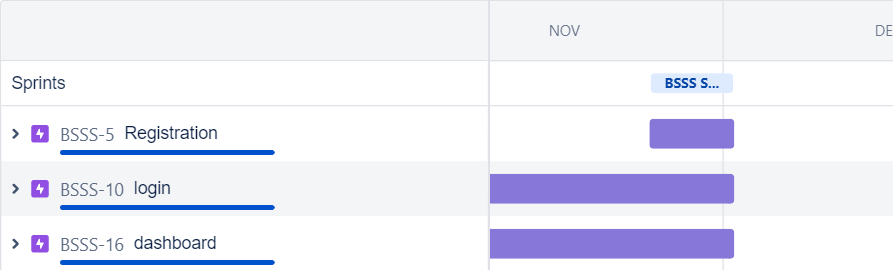 NOV DE
Sprints BSSS S...
BSSS-5 Registration
BSSS-10 login
BSSS-16 dashboard